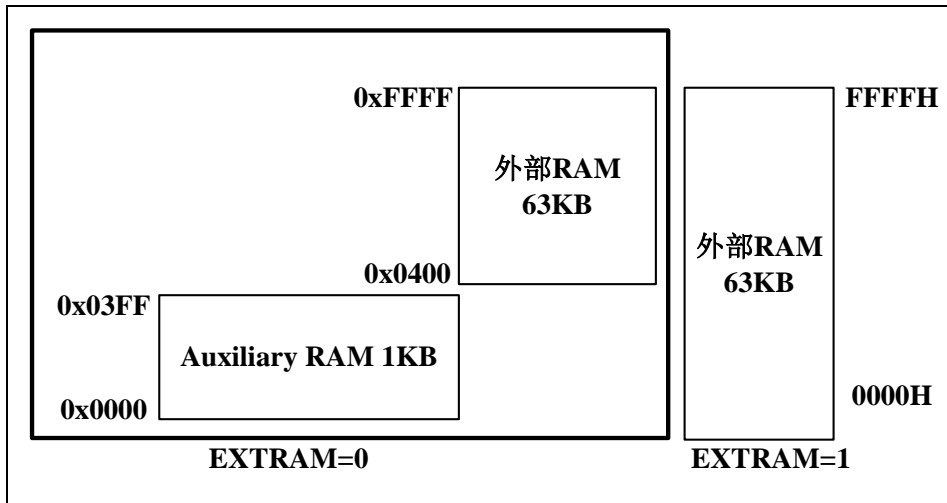 0xFFFF
外部RAM
63KB
0x0400
0x03FF
Auxiliary RAM 1KB
0x0000
EXTRAM=0
FFFFH
外部RAM
63KB
0000H
EXTRAM=1